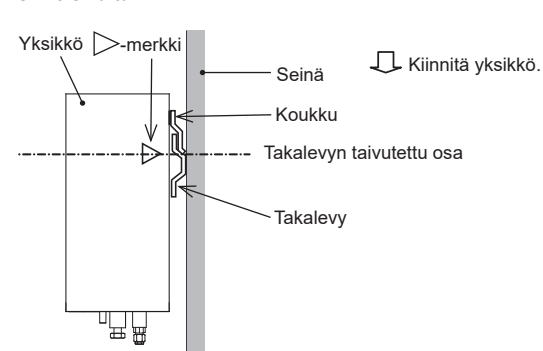 Yksikkö
▷-merkki
Seinä
Kiinnitä yksikkö.
Koukku
Takalevyn taivutettu osa
Takalevy